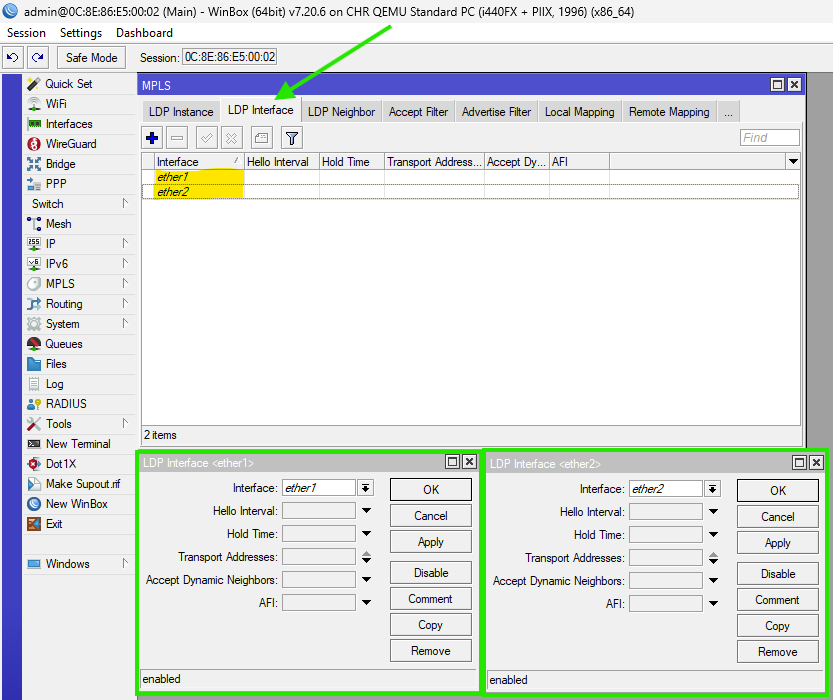 admin@0C:8E:86:E5:00:02 (Main) - WinBox (64bit) v7.20.6 on CHR QEMU Standard PC (i440FX + PIIX, 1996) (x86_64)
Session Settings Dashboard
Safe Mode Session: 0C:8E:86:E5:00:02
Quick Set
WiFi
Interfaces
WireGuard
Bridge
PPP
Switch
Mesh
IP
IPv6
MPLS
Routing
System
Queues
Files
Log
RADIUS
Tools
New Terminal
Dot1X
Make Supout.rif
New WinBox
Exit
Windows
MPLS
LDP Instance LDP Interface LDP Neighbor Accept Filter Advertise Filter Local Mapping Remote Mapping ...
Find
Interface Hello Interval Hold Time Transport Address... Accept Dy... AFI
ether1
ether2
2 items
LDP Interface <ether1>
Interface: ether1 OK
Hello Interval: Cancel
Hold Time: Apply
Transport Addresses:
Accept Dynamic Neighbors: Disable
AFI: Comment
Copy
Remove
enabled
LDP Interface <ether2>
Interface: ether2 OK
Hello Interval: Cancel
Hold Time: Apply
Transport Addresses:
Accept Dynamic Neighbors: Disable
AFI: Comment
Copy
Remove
enabled